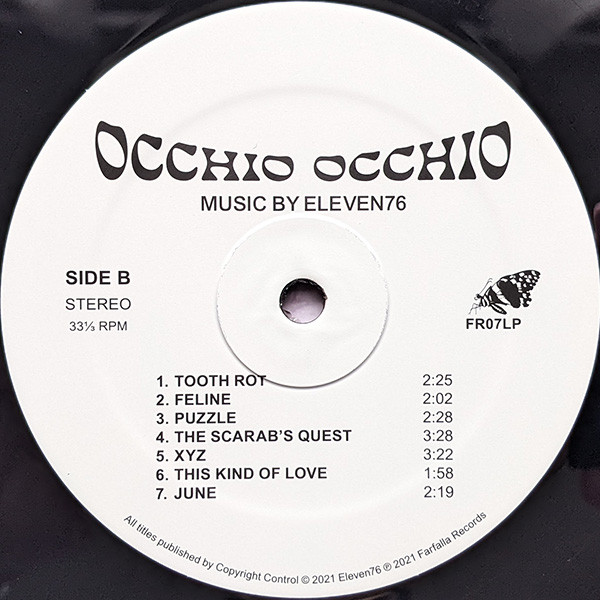 OCCHIO OCCHIO
MUSIC BY ELEVEN76
SIDE B
STEREO
33⅓ RPM
FR07LP
1. TOOTH ROT 2:25
2. FELINE 2:02
3. PUZZLE 2:28
4. THE SCARAB'S QUEST 3:28
5. XYZ 3:22
6. THIS KIND OF LOVE 1:58
7. JUNE 2:19
All titles published by Copyright Control © 2021 Eleven76 ℗ 2021 Farfalla Records